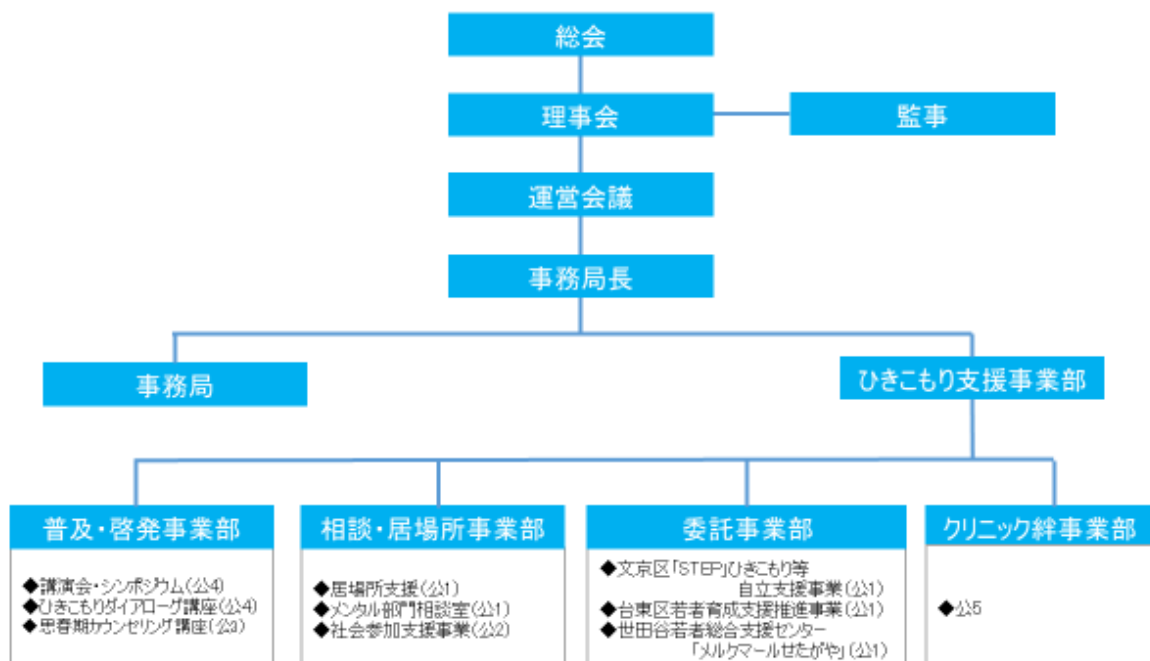 総会
理事会
監事
運営会議
事務局長
事務局
ひきこもり支援事業部
普及・啓発事業部
◆講演会・シンポジウム(公4)
◆ひきこもりダイアローグ講座(公4)
◆思春期カウンセリング講座(公3)
相談・居場所事業部
◆居場所支援(公1)
◆メンタル部門相談室(公1)
◆社会参加支援事業(公2)
委託事業部
◆文京区「STEP」ひきこもり等
自立支援事業(公1)
◆台東区若者育成支援推進事業(公1)
◆世田谷若者総合支援センター
「メルクマールせたがや」(公1)
クリニック絆事業部
◆公5